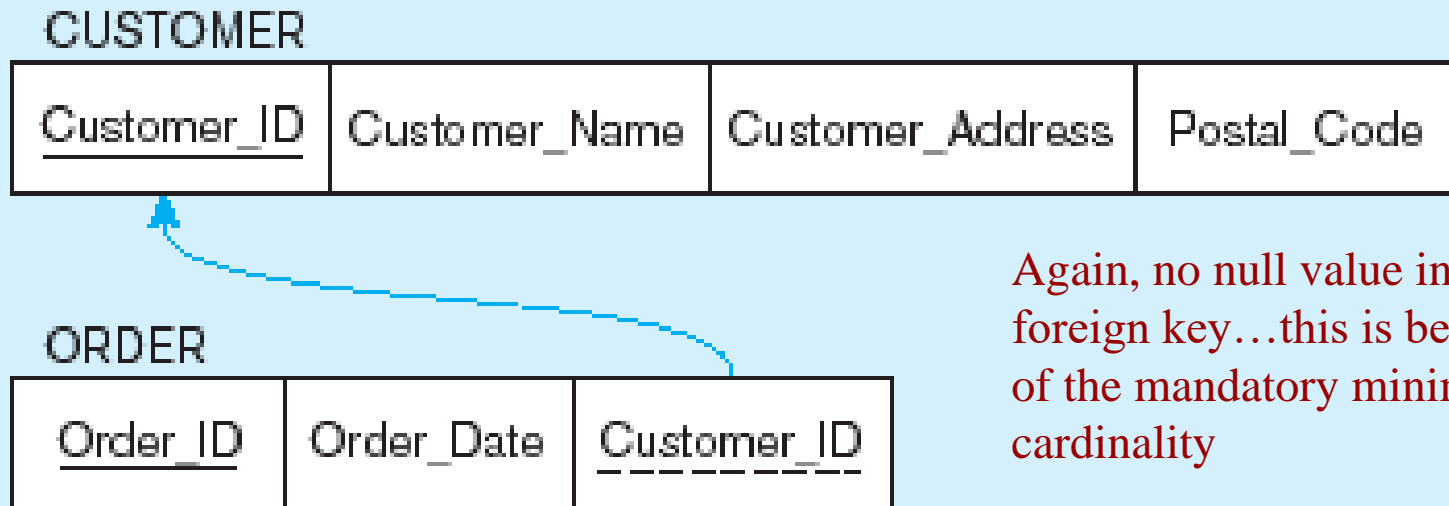 CUSTOMER
Customer_ID Customer_Name Customer_Address Postal_Code
Again, no null value in
foreign key…this is be
of the mandatory
cardinality
ORDER
Order_ID Order_Date Customer_ID